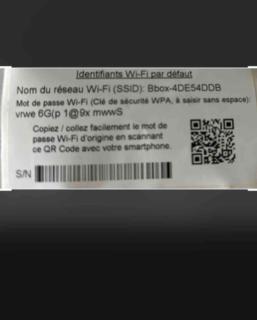 Identifiants Wi-Fi par défaut
Nom du réseau Wi-Fi (SSID): Bbox-4DE54DDB
Mot de passe Wi-Fi (Clé de sécurité WPA, à saisir sans espace):
vrwe 6G(p 1@9x mwwS
Copiez / collez facilement le mot de
passe Wi-Fi d'origine en scannant
ce QR Code avec votre smartphone.
S/N